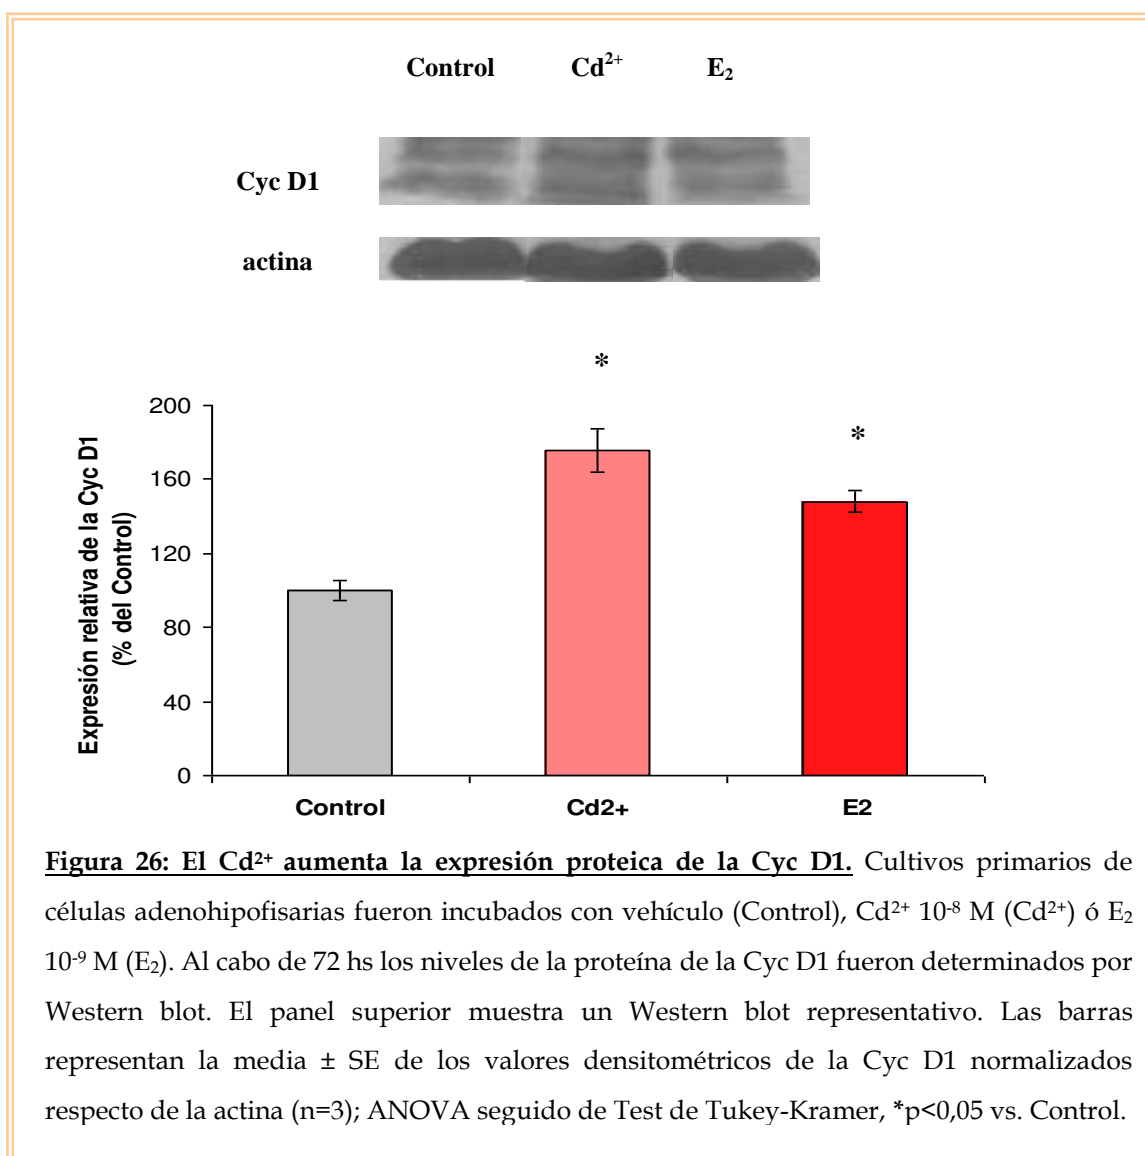 Control Cd²⁺ E₂
Cyc D1
actina
*
*
Expresión relativa de la Cyc D1
(% del Control)
200
160
120
80
40
0
Control Cd2+ E2
Figura 26: El Cd²⁺ aumenta la expresión proteica de la Cyc D1. Cultivos primarios de
células adenohipofisarias fueron incubados con vehículo (Control), Cd²⁺ 10⁻⁸ M (Cd²⁺) ó E₂
10⁻⁹ M (E₂). Al cabo de 72 hs los niveles de la proteína de la Cyc D1 fueron determinados por
Western blot. El panel superior muestra un Western blot representativo. Las barras
representan la media ± SE de los valores densitométricos de la Cyc D1 normalizados
respecto de la actina (n=3); ANOVA seguido de Test de Tukey-Kramer, *p<0,05 vs. Control.